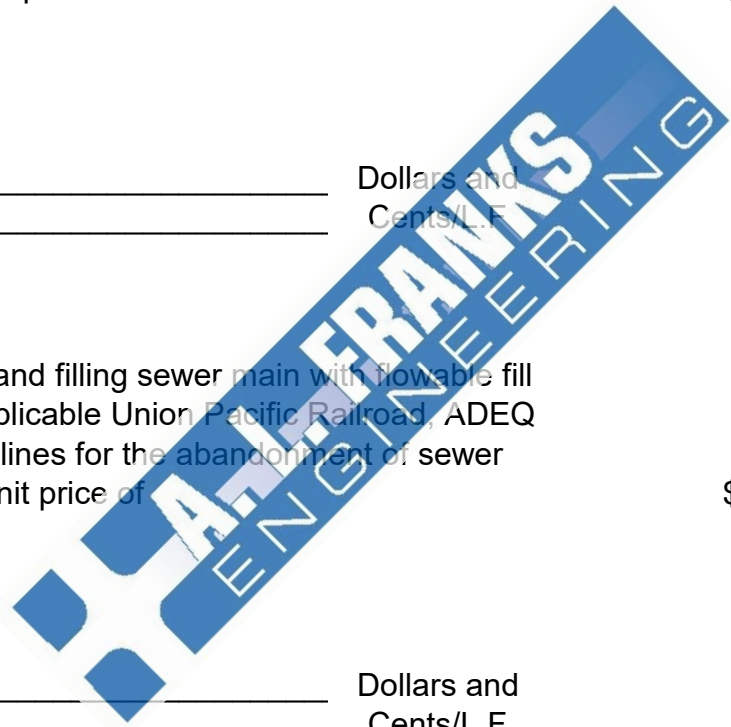 Dollars and
Cents/L.F
and filling sewer main with flowable fill
plicable Union Pacific Railroad, ADEQ
lines for the abandonment of sewer
nit price of $
A.L. FRANKS
ENGINEERING
Dollars and
Cents/L.F.